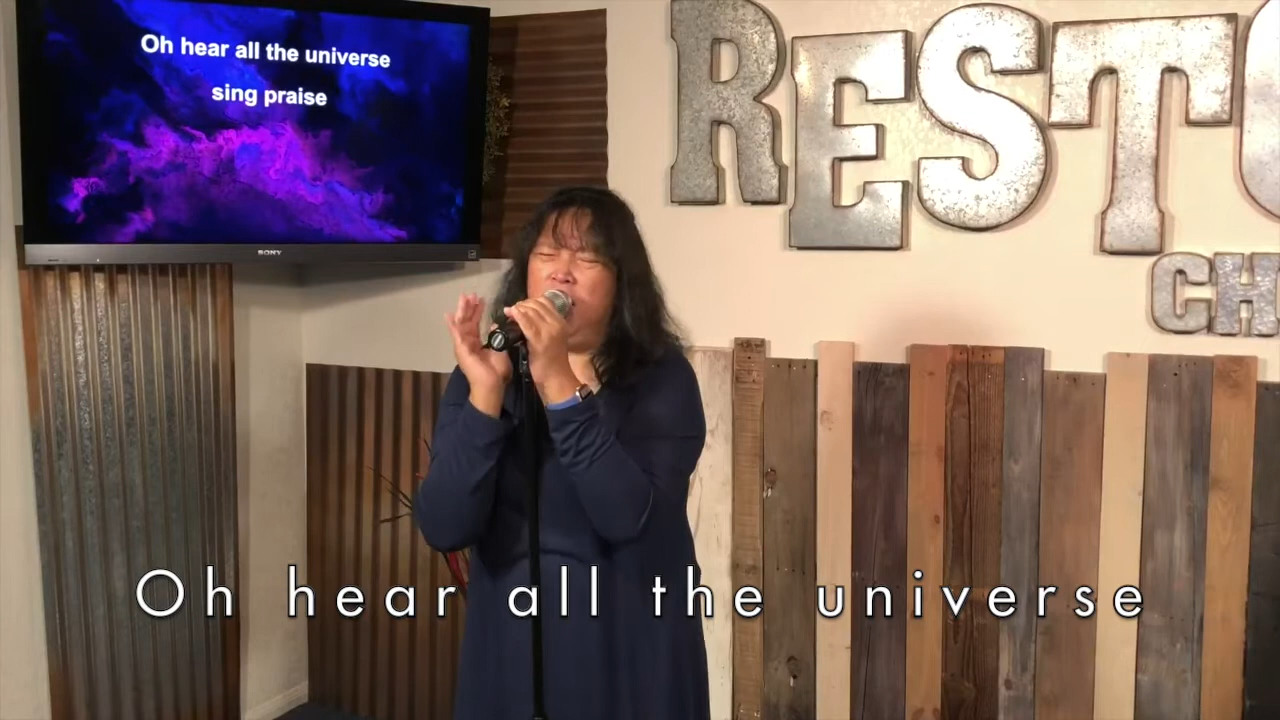 Oh hear all the universe
sing praise
SONY
REST
CH
Oh hear all the universe